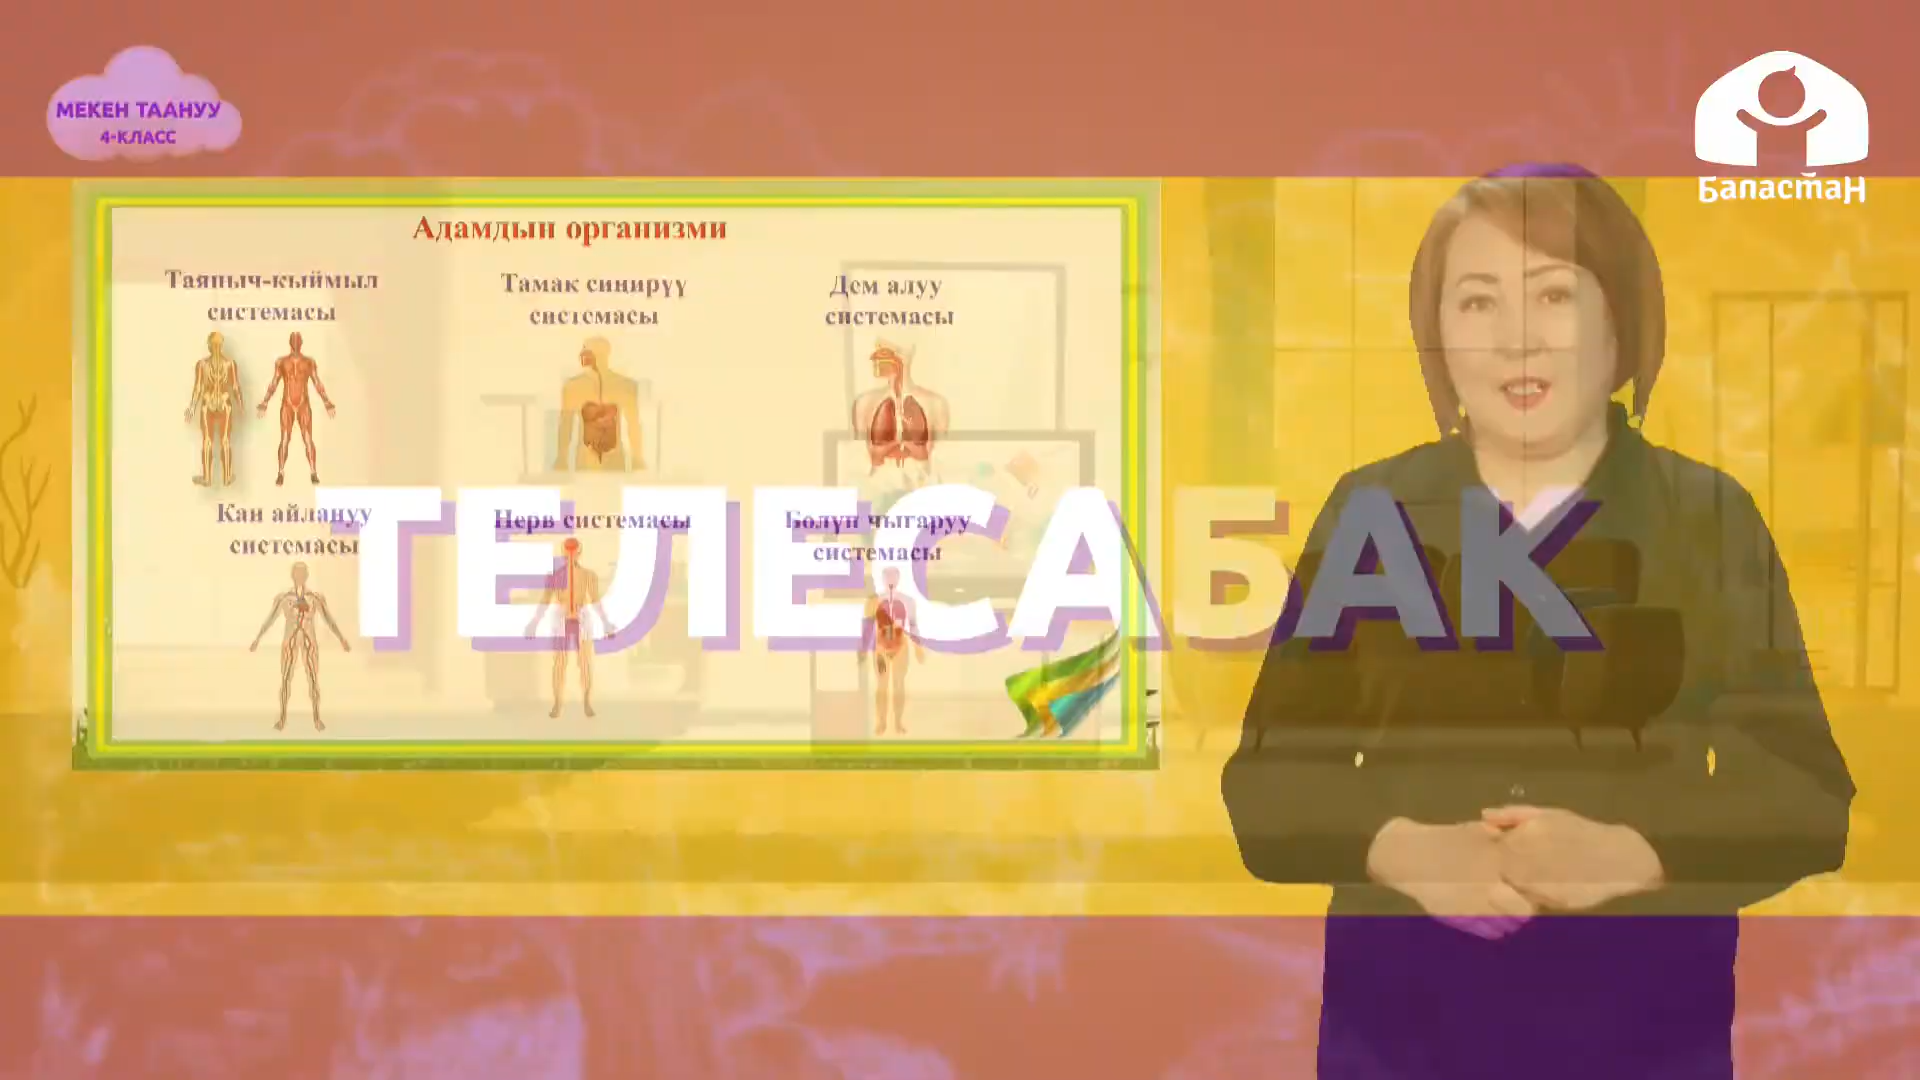 МЕКЕН ТААНУУ
4-КЛАСС
Баластан
Адамдын организми
Таяныч-кыймыл
системасы
Тамак сиңирүү
системасы
Дем алуу
системасы
Кан айлануу
системасы
Нерв системасы
Бөлүп чыгаруу
системасы
ТЕЛЕСАБАК